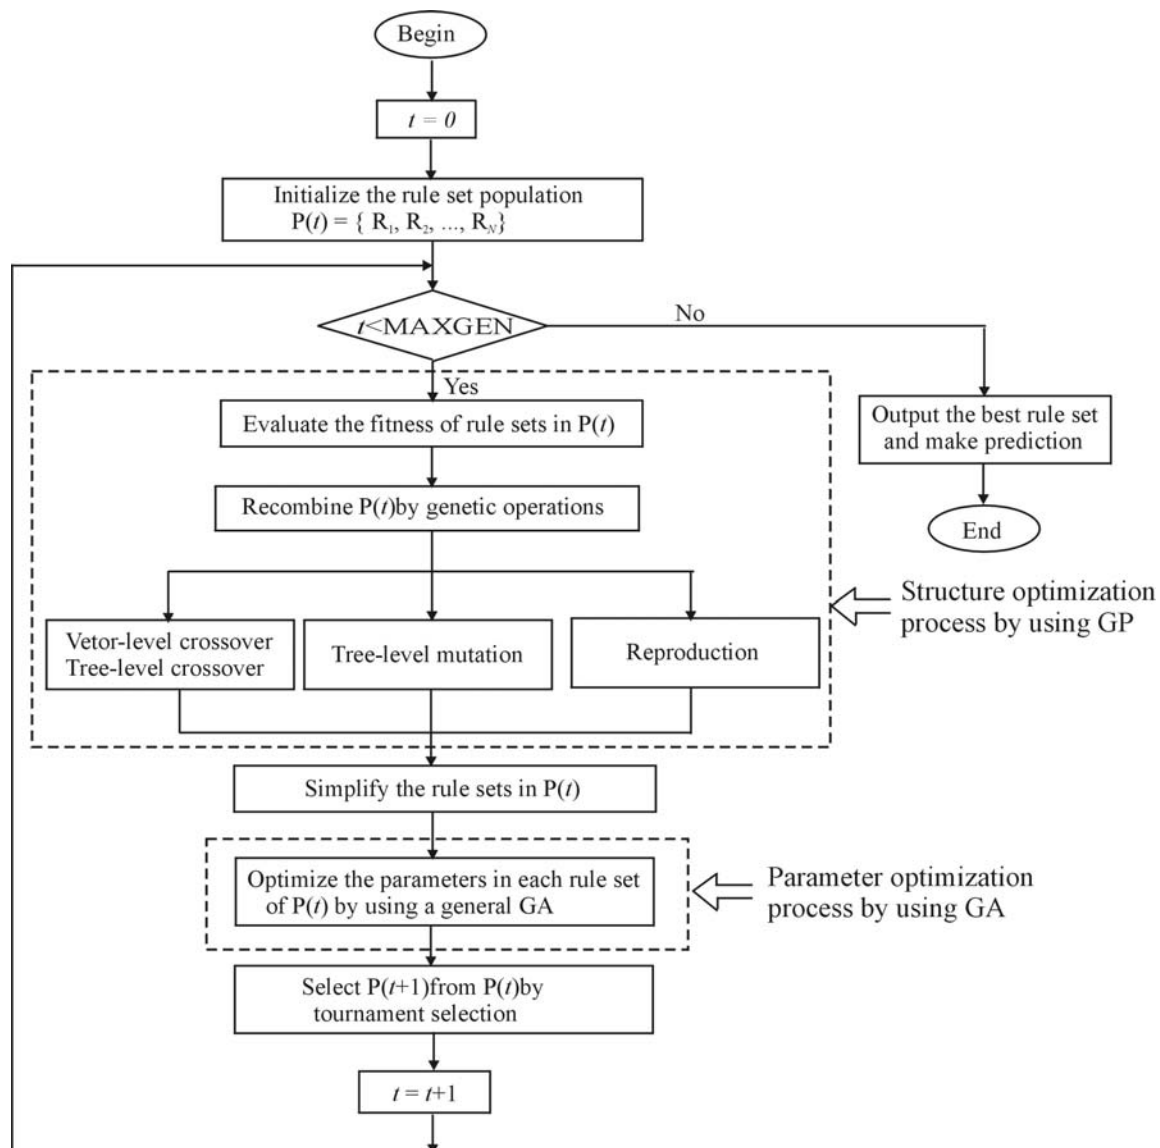 Begin
t = 0
Initialize the rule set population
P(t) = { R₁, R₂, ..., R_N}
t<MAXGEN
No
Yes
Evaluate the fitness of rule sets in P(t)
Output the best rule set
and make prediction
Recombine P(t)by genetic operations
End
Structure optimization
process by using GP
Vetor-level crossover
Tree-level crossover
Tree-level mutation
Reproduction
Simplify the rule sets in P(t)
Optimize the parameters in each rule set
of P(t) by using a general GA
Parameter optimization
process by using GA
Select P(t+1)from P(t)by
tournament selection
t = t+1